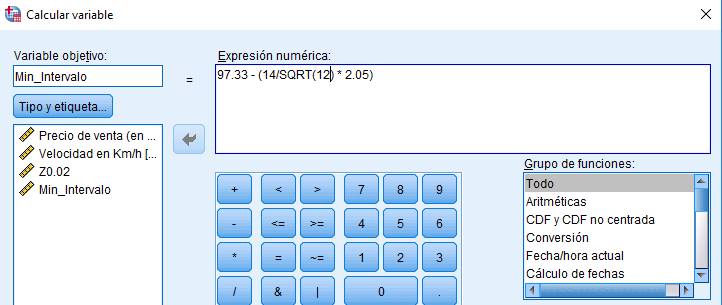 Calcular variable
Variable objetivo:
Expresión numérica:
Min_Intervalo
=
97.33 - (14/SQRT(12) * 2.05)
Tipo y etiqueta...
Precio de venta (en ...
Velocidad en Km/h [...
Z0.02
Min_Intervalo
Grupo de funciones:
Todo
Aritméticas
CDF y CDF no centrada
Conversión
Fecha/hora actual
Cálculo de fechas
+ < > 7 8 9
- <= >= 4 5 6
* = ~= 1 2 3
/ & | 0 .